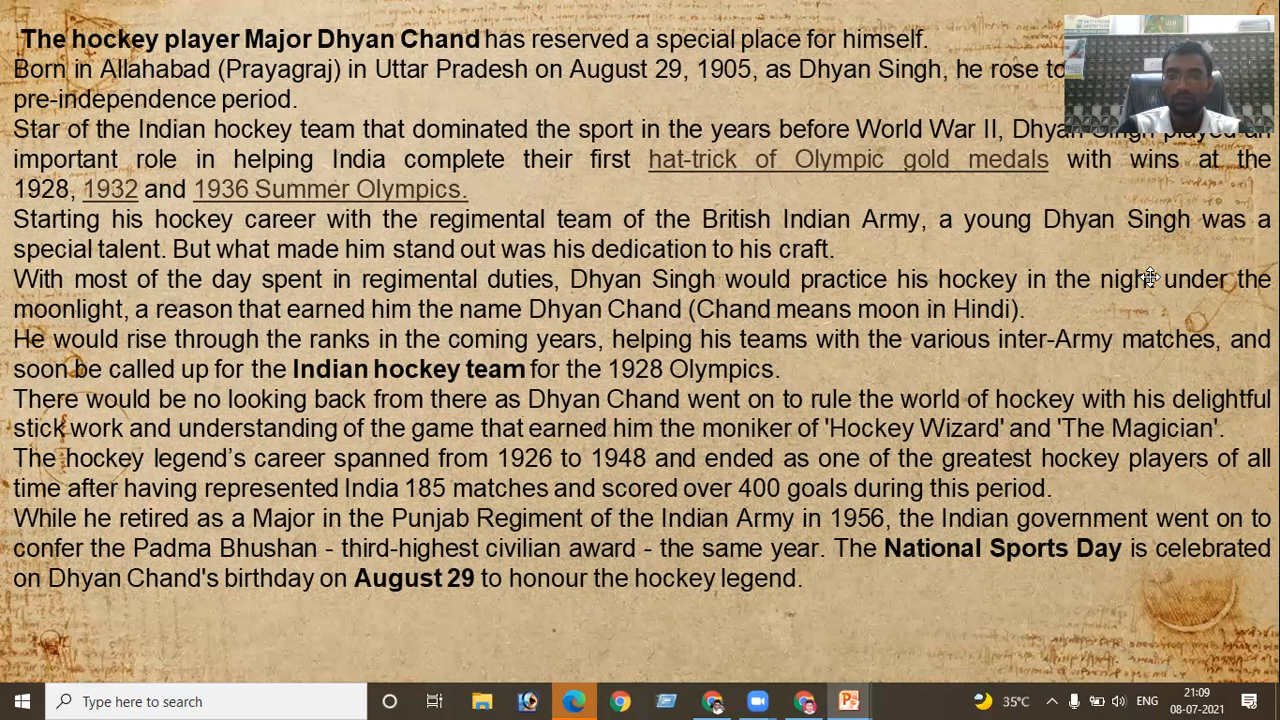 The hockey player Major Dhyan Chand has reserved a special place for himself.
Born in Allahabad (Prayagraj) in Uttar Pradesh on August 29, 1905, as Dhyan Singh, he rose to
pre-independence period.
Star of the Indian hockey team that dominated the sport in the years before World War II, Dhyan Singh played an
important role in helping India complete their first hat-trick of Olympic gold medals with wins at the
1928, 1932 and 1936 Summer Olympics.
Starting his hockey career with the regimental team of the British Indian Army, a young Dhyan Singh was a
special talent. But what made him stand out was his dedication to his craft.
With most of the day spent in regimental duties, Dhyan Singh would practice his hockey in the night under the
moonlight, a reason that earned him the name Dhyan Chand (Chand means moon in Hindi).
He would rise through the ranks in the coming years, helping his teams with the various inter-Army matches, and
soon be called up for the Indian hockey team for the 1928 Olympics.
There would be no looking back from there as Dhyan Chand went on to rule the world of hockey with his delightful
stick work and understanding of the game that earned him the moniker of 'Hockey Wizard' and 'The Magician'.
The hockey legend’s career spanned from 1926 to 1948 and ended as one of the greatest hockey players of all
time after having represented India 185 matches and scored over 400 goals during this period.
While he retired as a Major in the Punjab Regiment of the Indian Army in 1956, the Indian government went on to
confer the Padma Bhushan - third-highest civilian award - the same year. The National Sports Day is celebrated
on Dhyan Chand's birthday on August 29 to honour the hockey legend.
Type here to search
35°C
ENG
21:09
08-07-2021